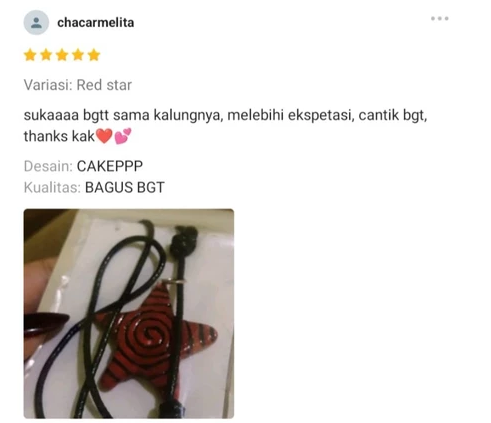 chacarmelita
Variasi: Red star
sukaaaa bgtt sama kalungnya, melebihi ekspetasi, cantik bgt,
thanks kak❤️💕
Desain: CAKEPPP
Kualitas: BAGUS BGT